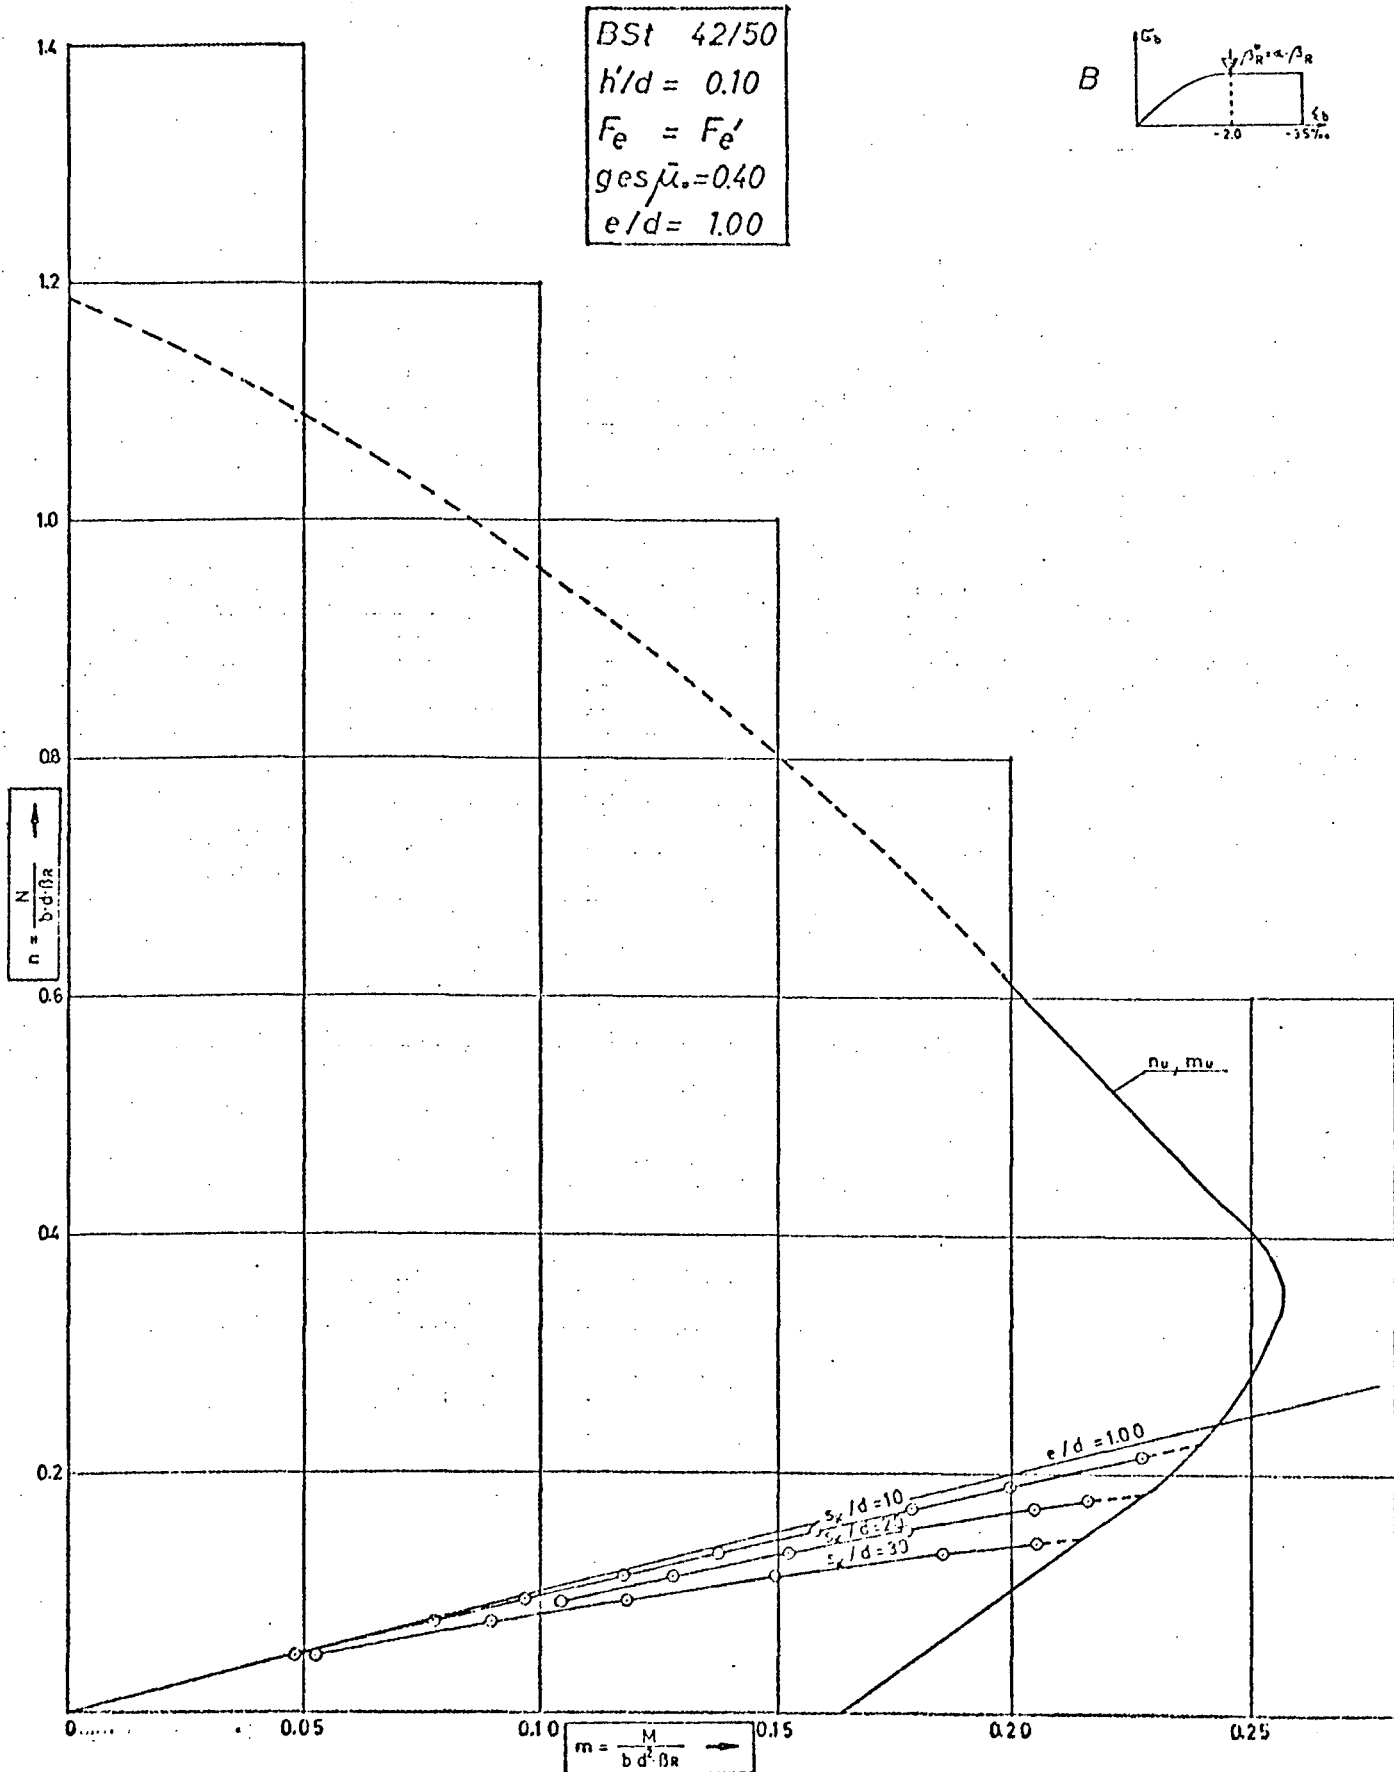 BSt 42/50
h'/d = 0.10
Fe = Fe'
ges μ̄₀ = 0.40
e/d = 1.00
B
σb
β*R = α·βR
εb
-2.0
-3.5‰
1.4
1.2
1.0
0.8
0.6
0.4
0.2
n = N / b·d·βR
nu, mu
e/d = 1.00
sk/d = 10
sk/d = 20
sk/d = 30
0
0.05
0.10
0.15
0.20
0.25
m = M / b d²·βR